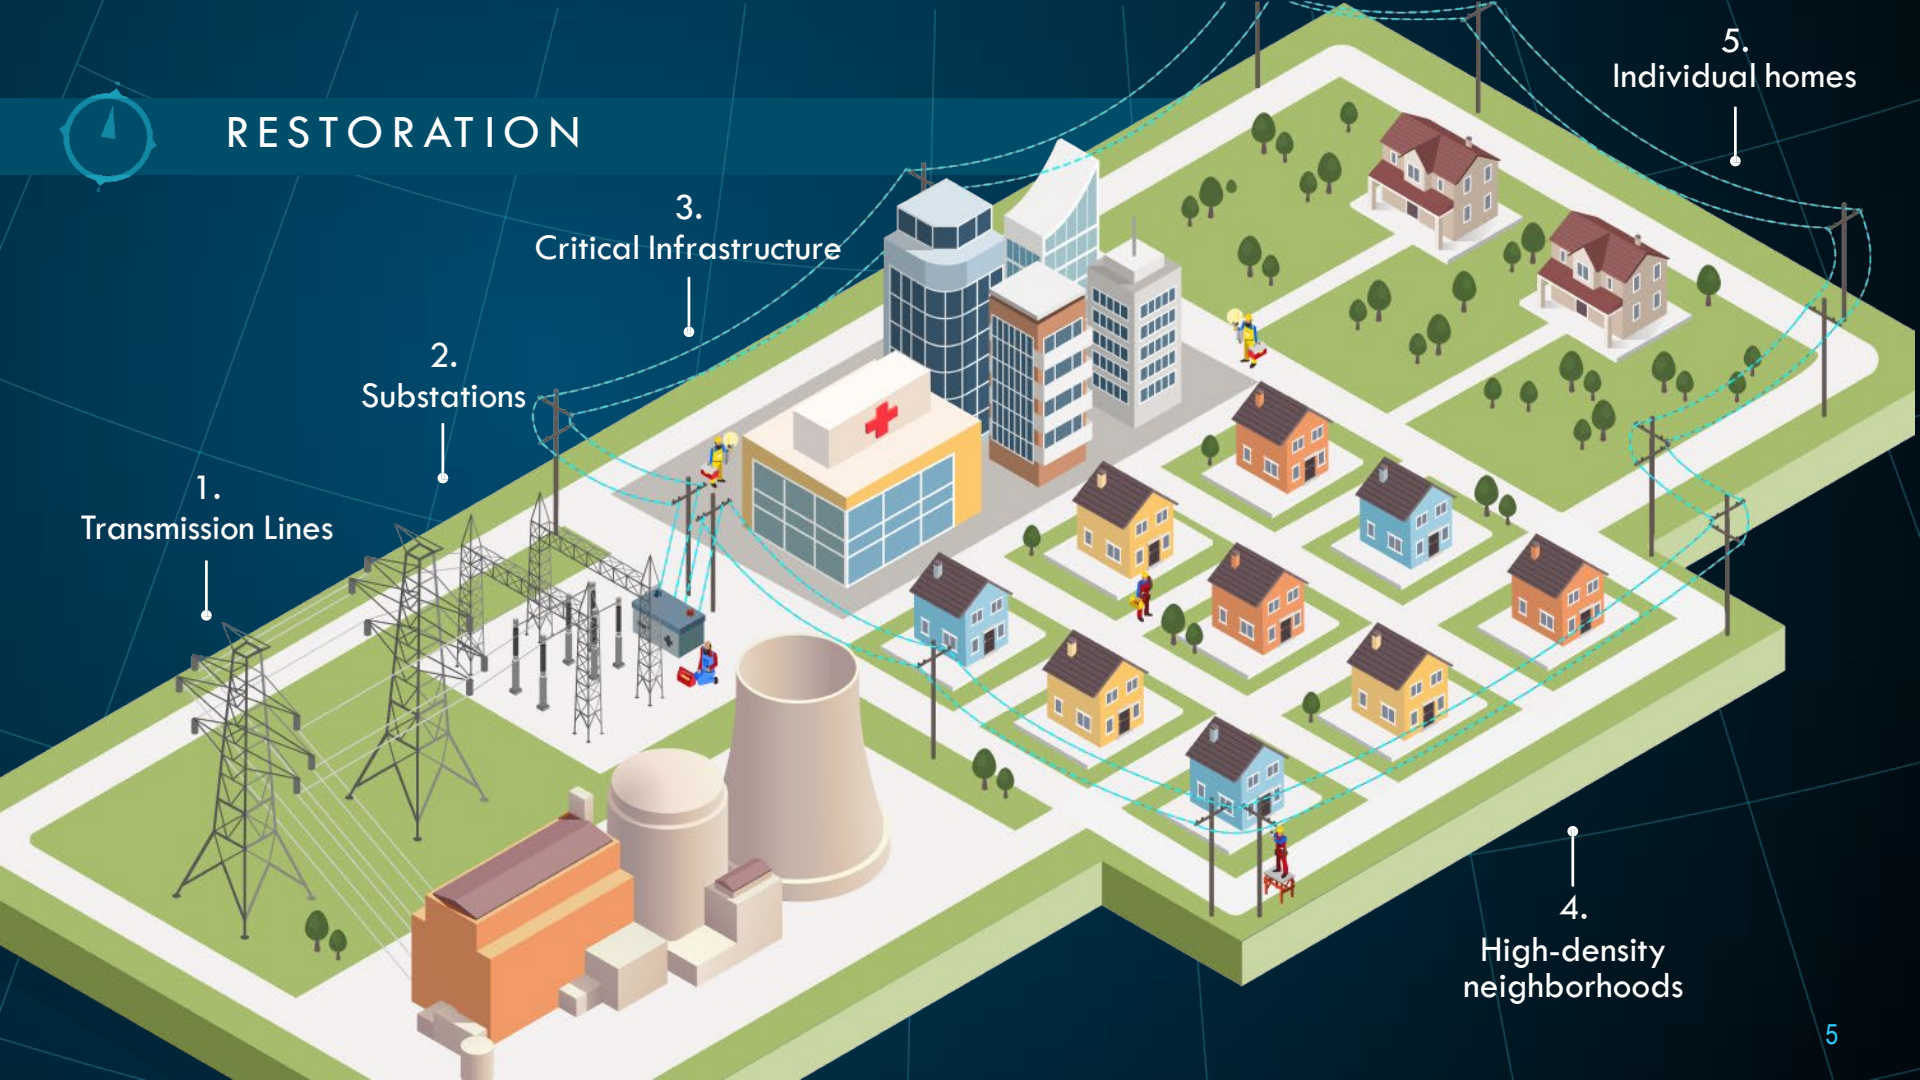 RESTORATION
1.
Transmission Lines
2.
Substations
3.
Critical Infrastructure
4.
High-density
neighborhoods
5.
Individual homes
5